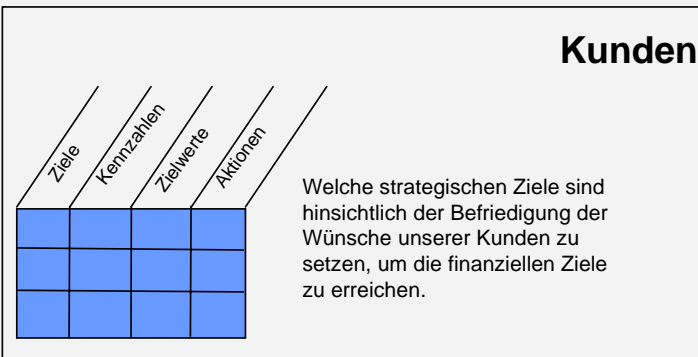 Kunden
Ziele
Kennzahlen
Zielwerte
Aktionen
Welche strategischen Ziele sind
hinsichtlich der Befriedigung der
Wünsche unserer Kunden zu
setzen, um die finanziellen Ziele
zu erreichen.